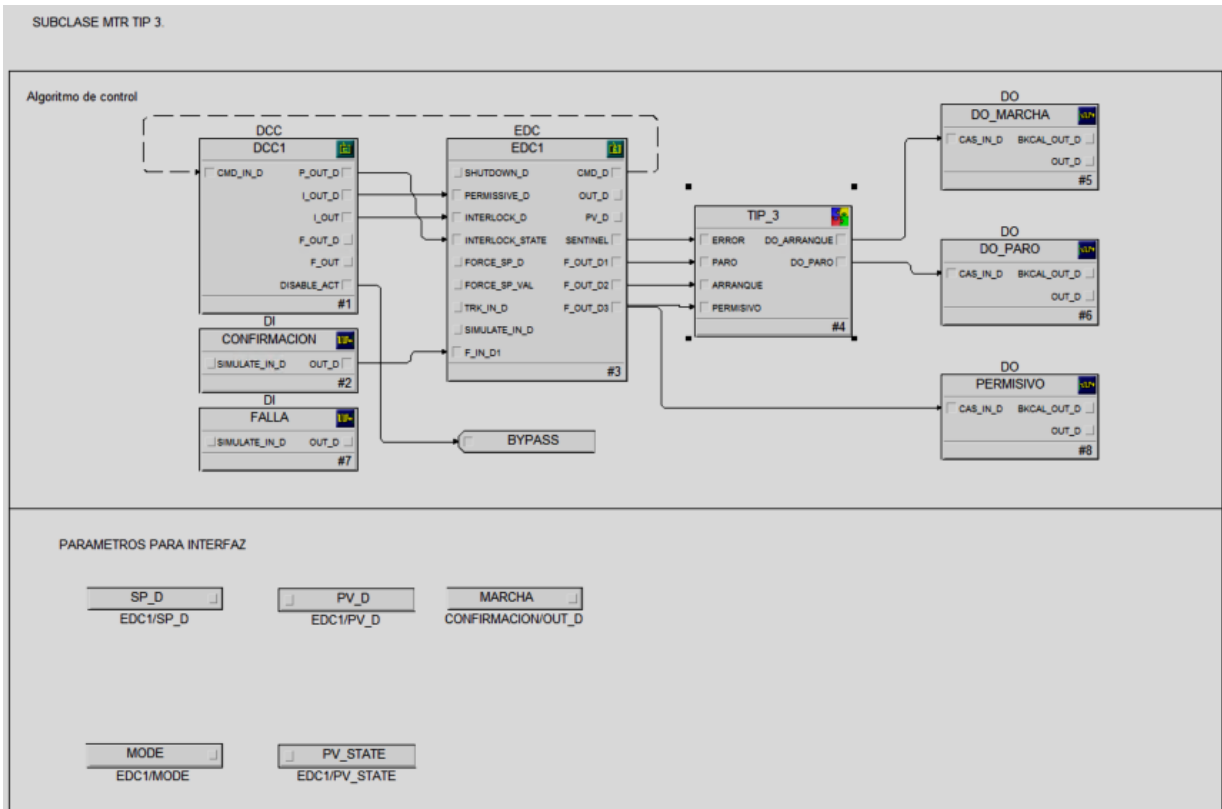 SUBCLASE MTR TIP 3.
Algoritmo de control
DCC
DCC1
CMD_IN_D P_OUT_D
I_OUT_D
I_OUT
F_OUT_D
F_OUT
DISABLE_ACT
#1
DI
CONFIRMACION
SIMULATE_IN_D OUT_D
#2
DI
FALLA
SIMULATE_IN_D OUT_D
#7
EDC
EDC1
SHUTDOWN_D CMD_D
PERMISSIVE_D OUT_D
INTERLOCK_D PV_D
INTERLOCK_STATE SENTINEL
FORCE_SP_D F_OUT_D1
FORCE_SP_VAL F_OUT_D2
TRK_IN_D F_OUT_D3
SIMULATE_IN_D
F_IN_D1
#3
BYPASS
TIP_3
ERROR DO_ARRANQUE
PARO DO_PARO
ARRANQUE
PERMISIVO
#4
DO
DO_MARCHA
CAS_IN_D BKCAL_OUT_D
OUT_D
#5
DO
DO_PARO
CAS_IN_D BKCAL_OUT_D
OUT_D
#6
DO
PERMISIVO
CAS_IN_D BKCAL_OUT_D
OUT_D
#8
PARAMETROS PARA INTERFAZ
SP_D
EDC1/SP_D
PV_D
EDC1/PV_D
MARCHA
CONFIRMACION/OUT_D
MODE
EDC1/MODE
PV_STATE
EDC1/PV_STATE